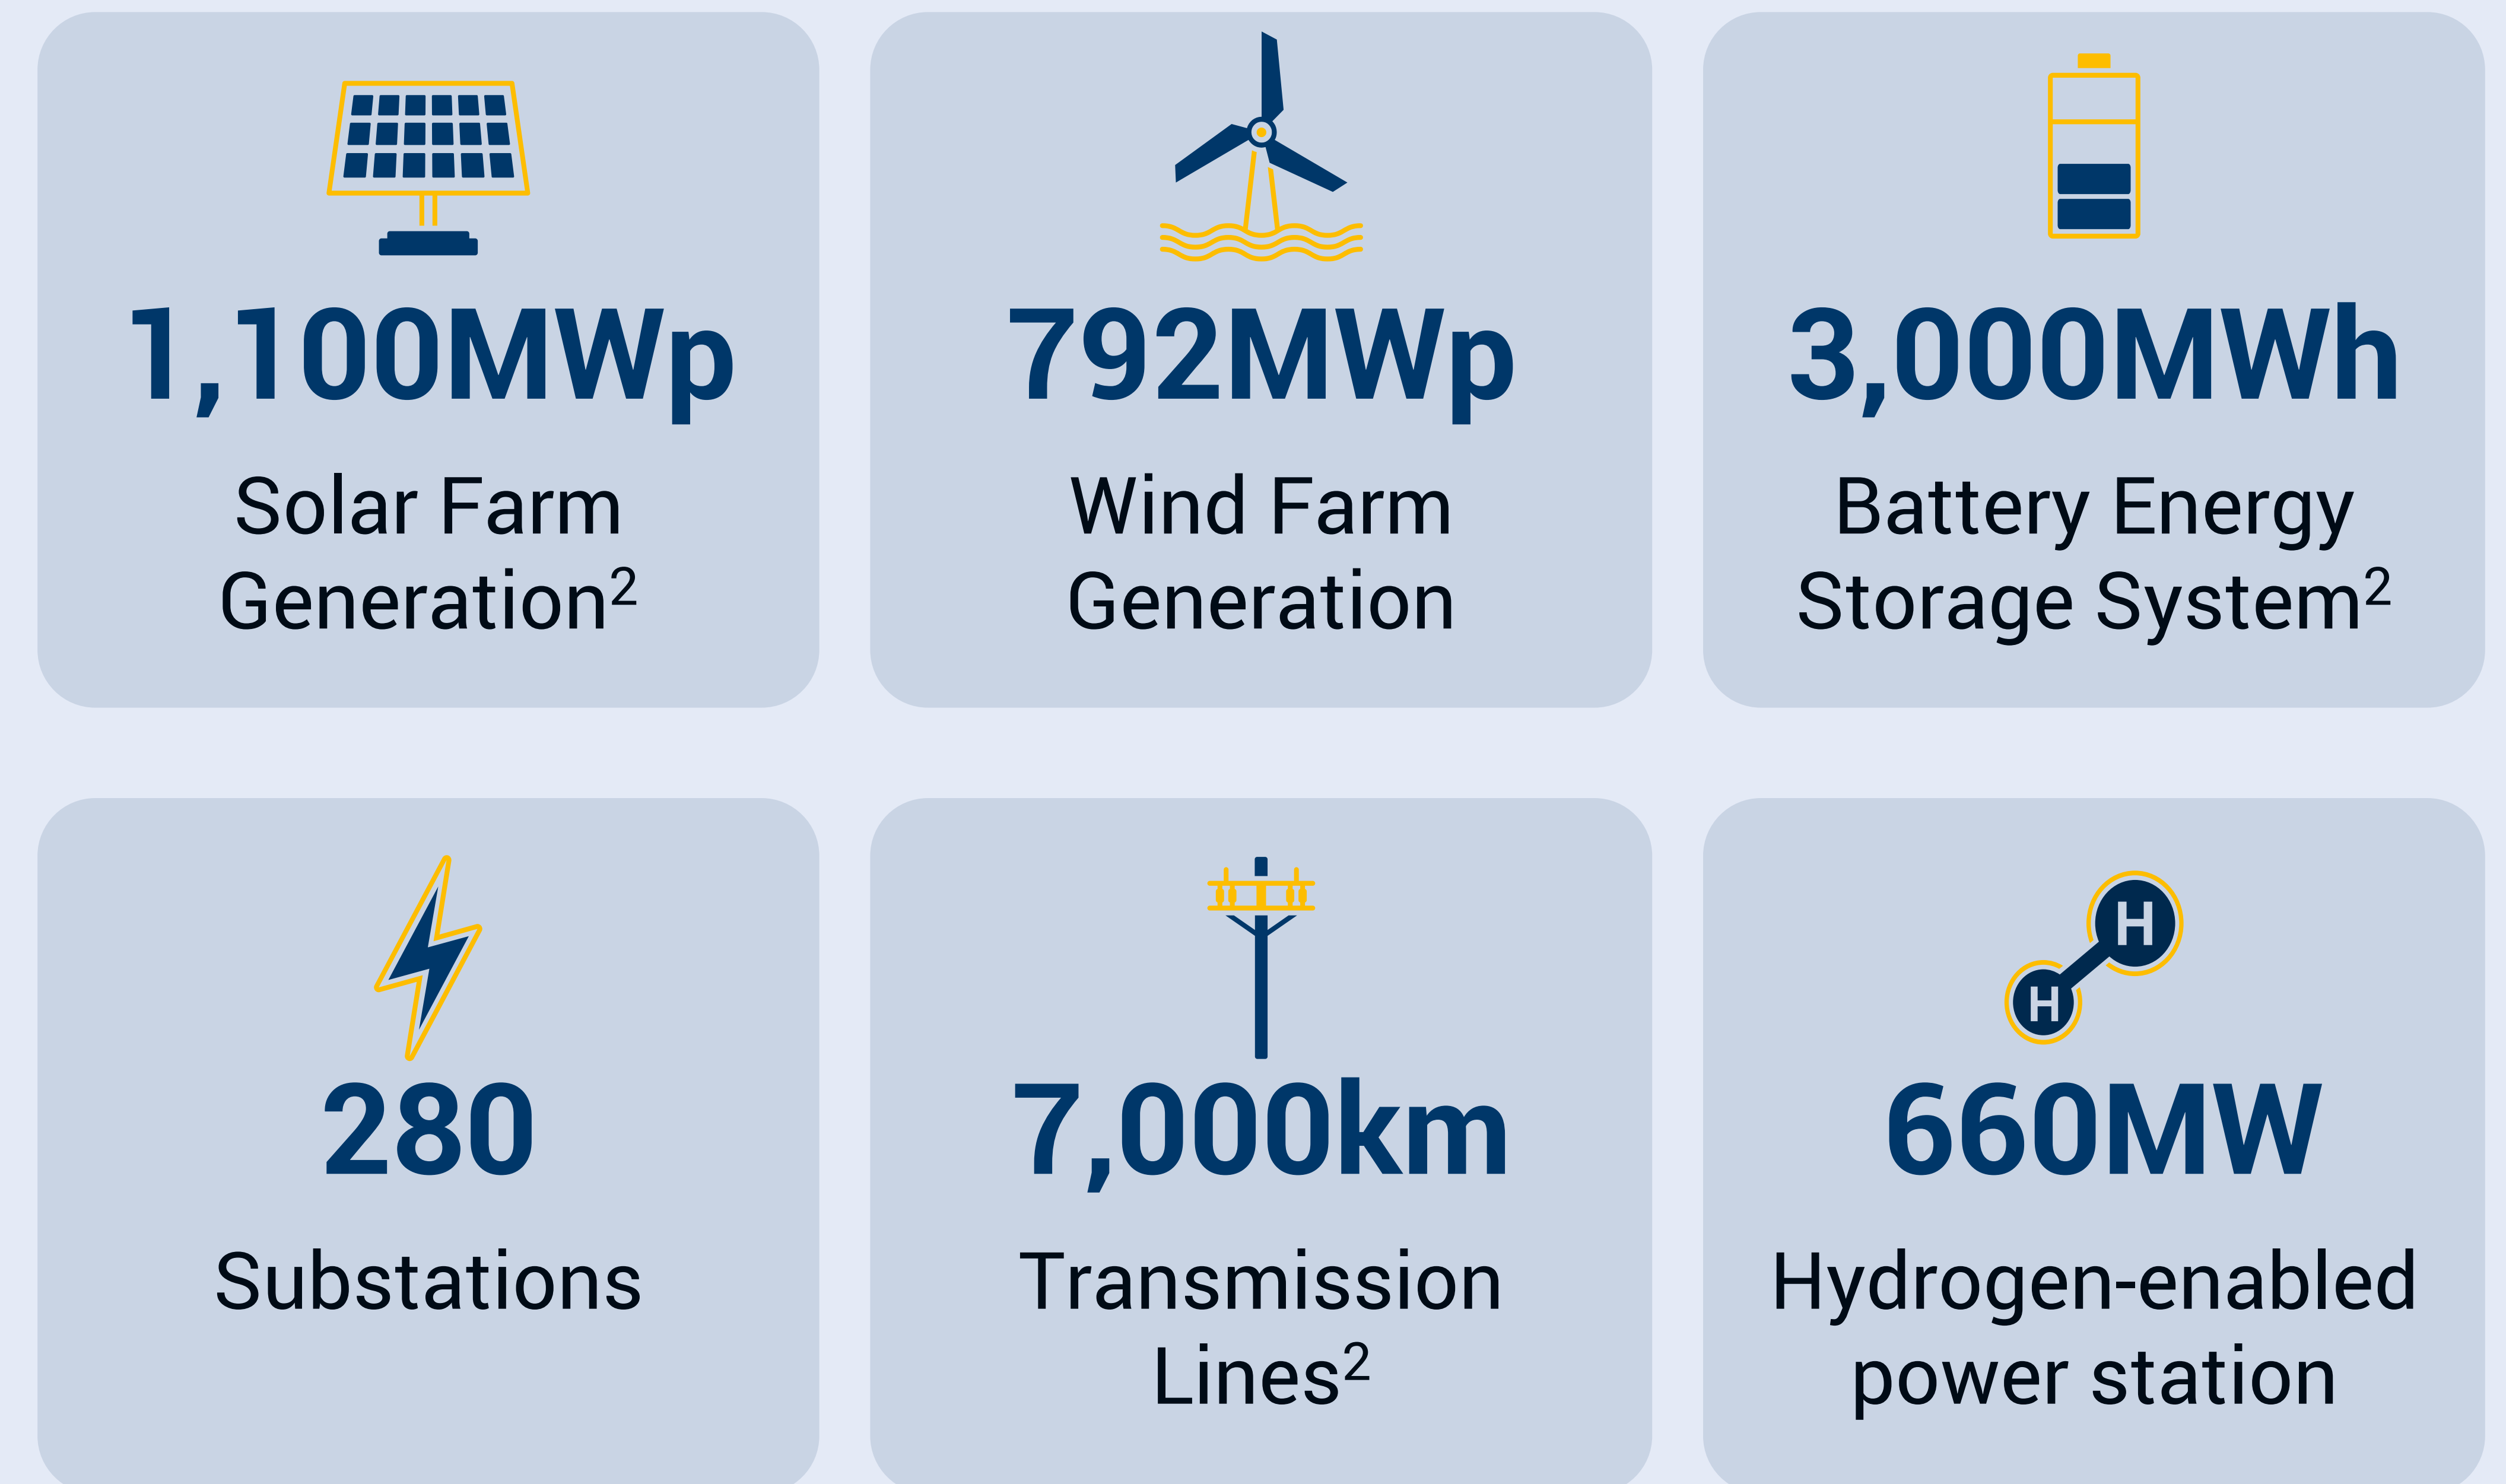 1,100MWp
Solar Farm
Generation²
792MWp
Wind Farm
Generation
3,000MWh
Battery Energy
Storage System²
280
Substations
7,000km
Transmission
Lines²
H
H
660MW
Hydrogen-enabled
power station